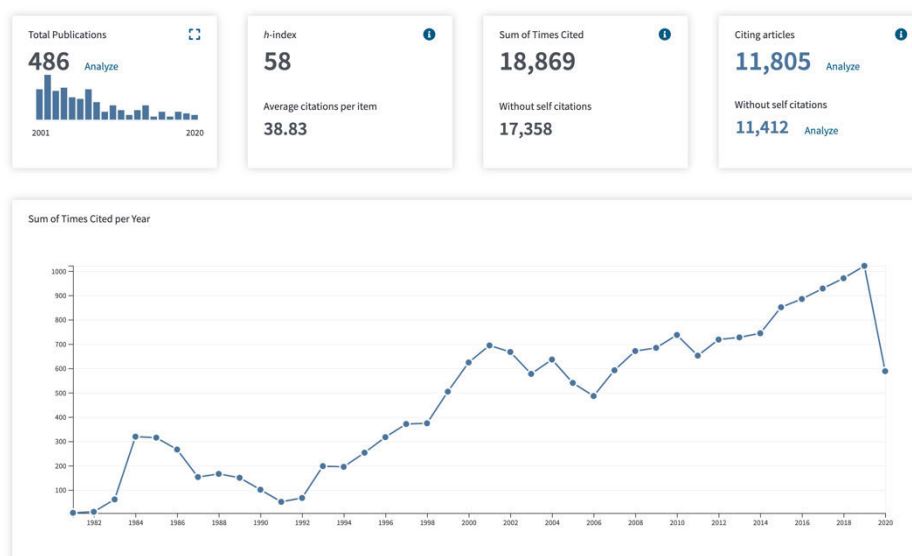 Total Publications
486 Analyze
2001 2020
h-index
58
Average citations per item
38.83
Sum of Times Cited
18,869
Without self citations
17,358
Citing articles
11,805 Analyze
Without self citations
11,412 Analyze
Sum of Times Cited per Year
1000
900
800
700
600
500
400
300
200
100
1982 1984 1986 1988 1990 1992 1994 1996 1998 2000 2002 2004 2006 2008 2010 2012 2014 2016 2018 2020